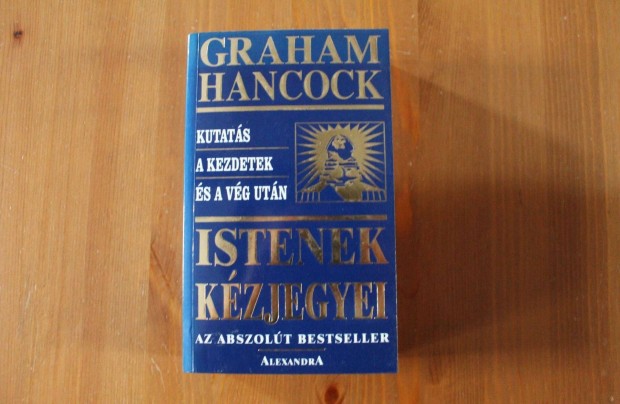 GRAHAM
HANCOCK
KUTATÁS
A KEZDETEK
ÉS A VÉG UTÁN
ISTENEK
KÉZJEGYEI
AZ ABSZOLÚT BESTSELLER
ALEXANDRA